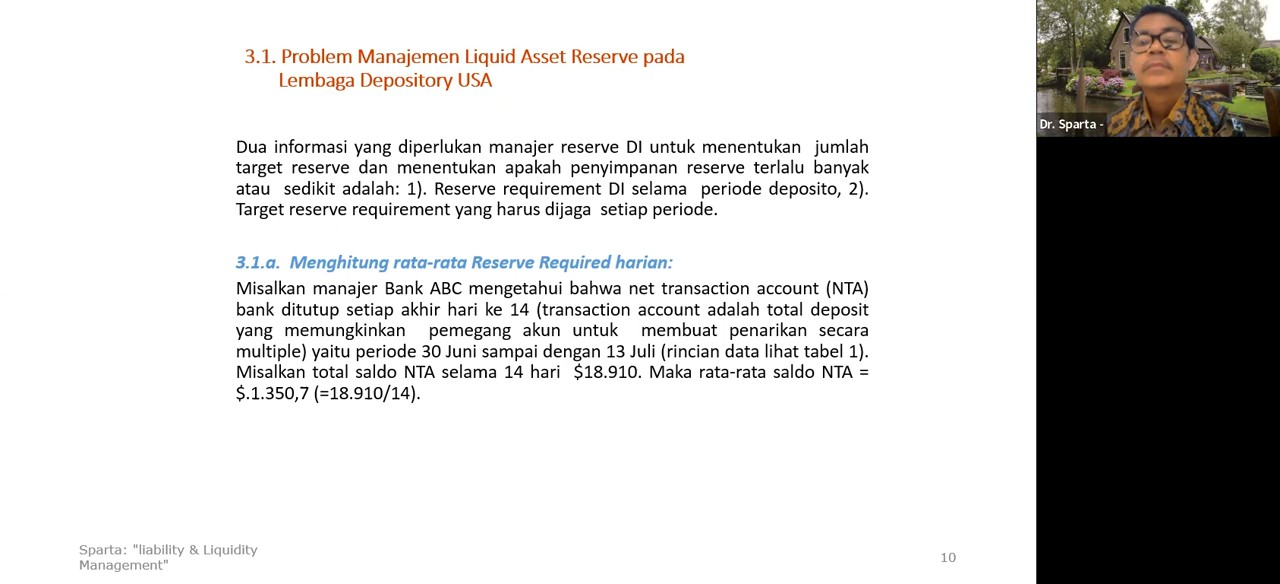 3.1. Problem Manajemen Liquid Asset Reserve pada
Lembaga Depository USA
Dua informasi yang diperlukan manajer reserve DI untuk menentukan jumlah
target reserve dan menentukan apakah penyimpanan reserve terlalu banyak
atau sedikit adalah: 1). Reserve requirement DI selama periode deposito, 2).
Target reserve requirement yang harus dijaga setiap periode.
3.1.a. Menghitung rata-rata Reserve Required harian:
Misalkan manajer Bank ABC mengetahui bahwa net transaction account (NTA)
bank ditutup setiap akhir hari ke 14 (transaction account adalah total deposit
yang memungkinkan pemegang akun untuk membuat penarikan secara
multiple) yaitu periode 30 Juni sampai dengan 13 Juli (rincian data lihat tabel 1).
Misalkan total saldo NTA selama 14 hari $18.910. Maka rata-rata saldo NTA =
$.1.350,7 (=18.910/14).
Sparta: "liability & Liquidity
Management"
10
Dr. Sparta -